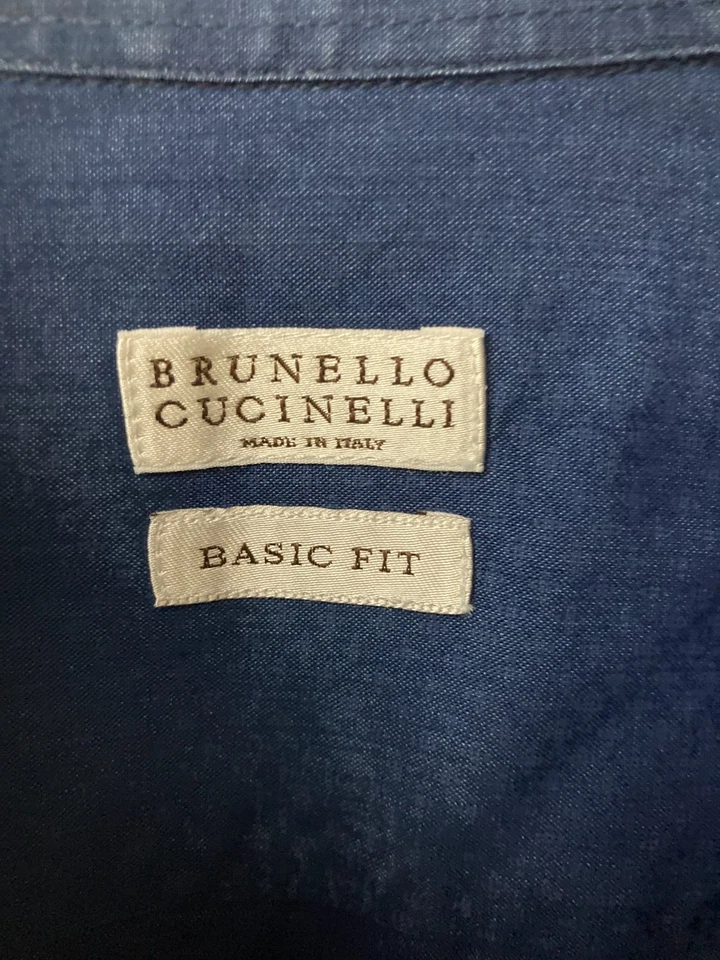 BRUNELLO
CUCINELLI
MADE IN ITALY
BASIC FIT